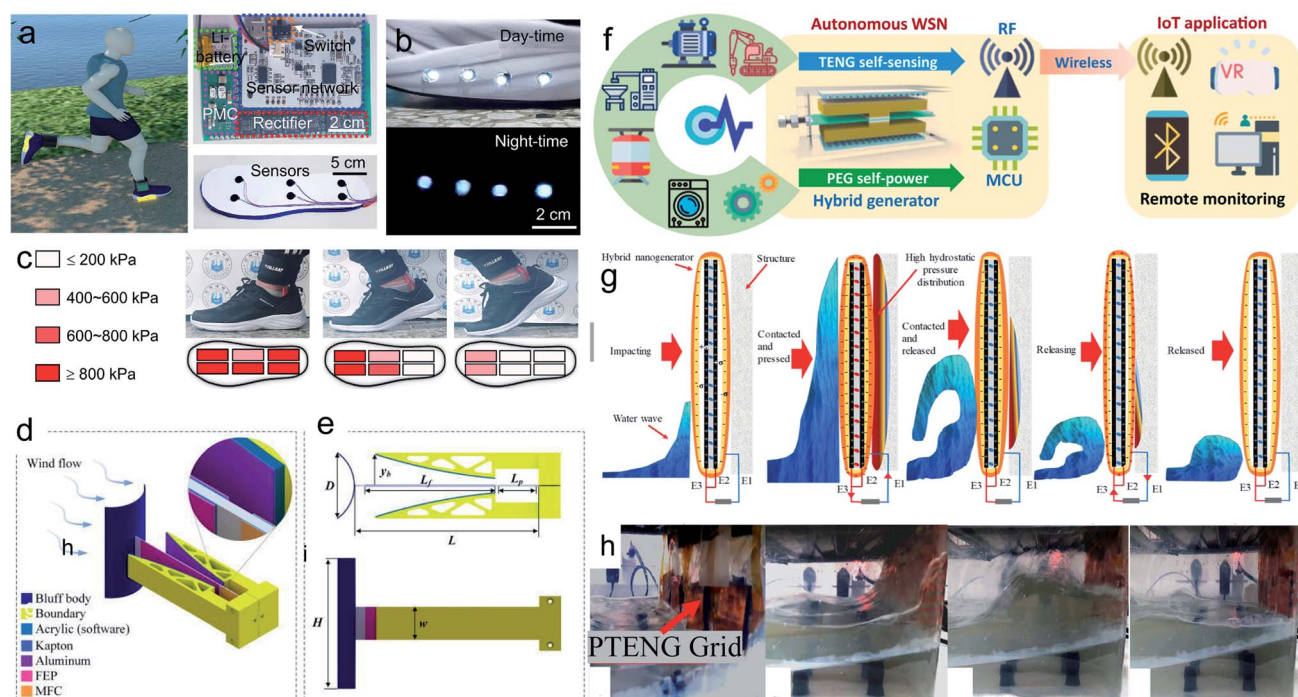 a
Li-
battery
Switch
Sensor network
PMC
Rectifier
2 cm
Sensors
5 cm
b
Day-time
Night-time
2 cm
c
≤ 200 kPa
400~600 kPa
600~800 kPa
≥ 800 kPa
d
Wind flow
h
Bluff body
Boundary
Acrylic (software)
Kapton
Aluminum
FEP
MFC
e
D
y_b
L_f
L_p
L
i
H
w
f
Autonomous WSN
RF
IoT application
TENG self-sensing
Wireless
VR
PEG self-power
MCU
Hybrid generator
Remote monitoring
g
Hybrid nanogenerator
Structure
High hydrostatic
pressure
distribution
Impacting
Contacted
and
pressed
Contacted
and
released
Releasing
Released
Water wave
E3
E2
E1
E3
E2
E1
E3
E2
E1
E3
E2
E1
E3
E2
E1
h
PTENG Grid